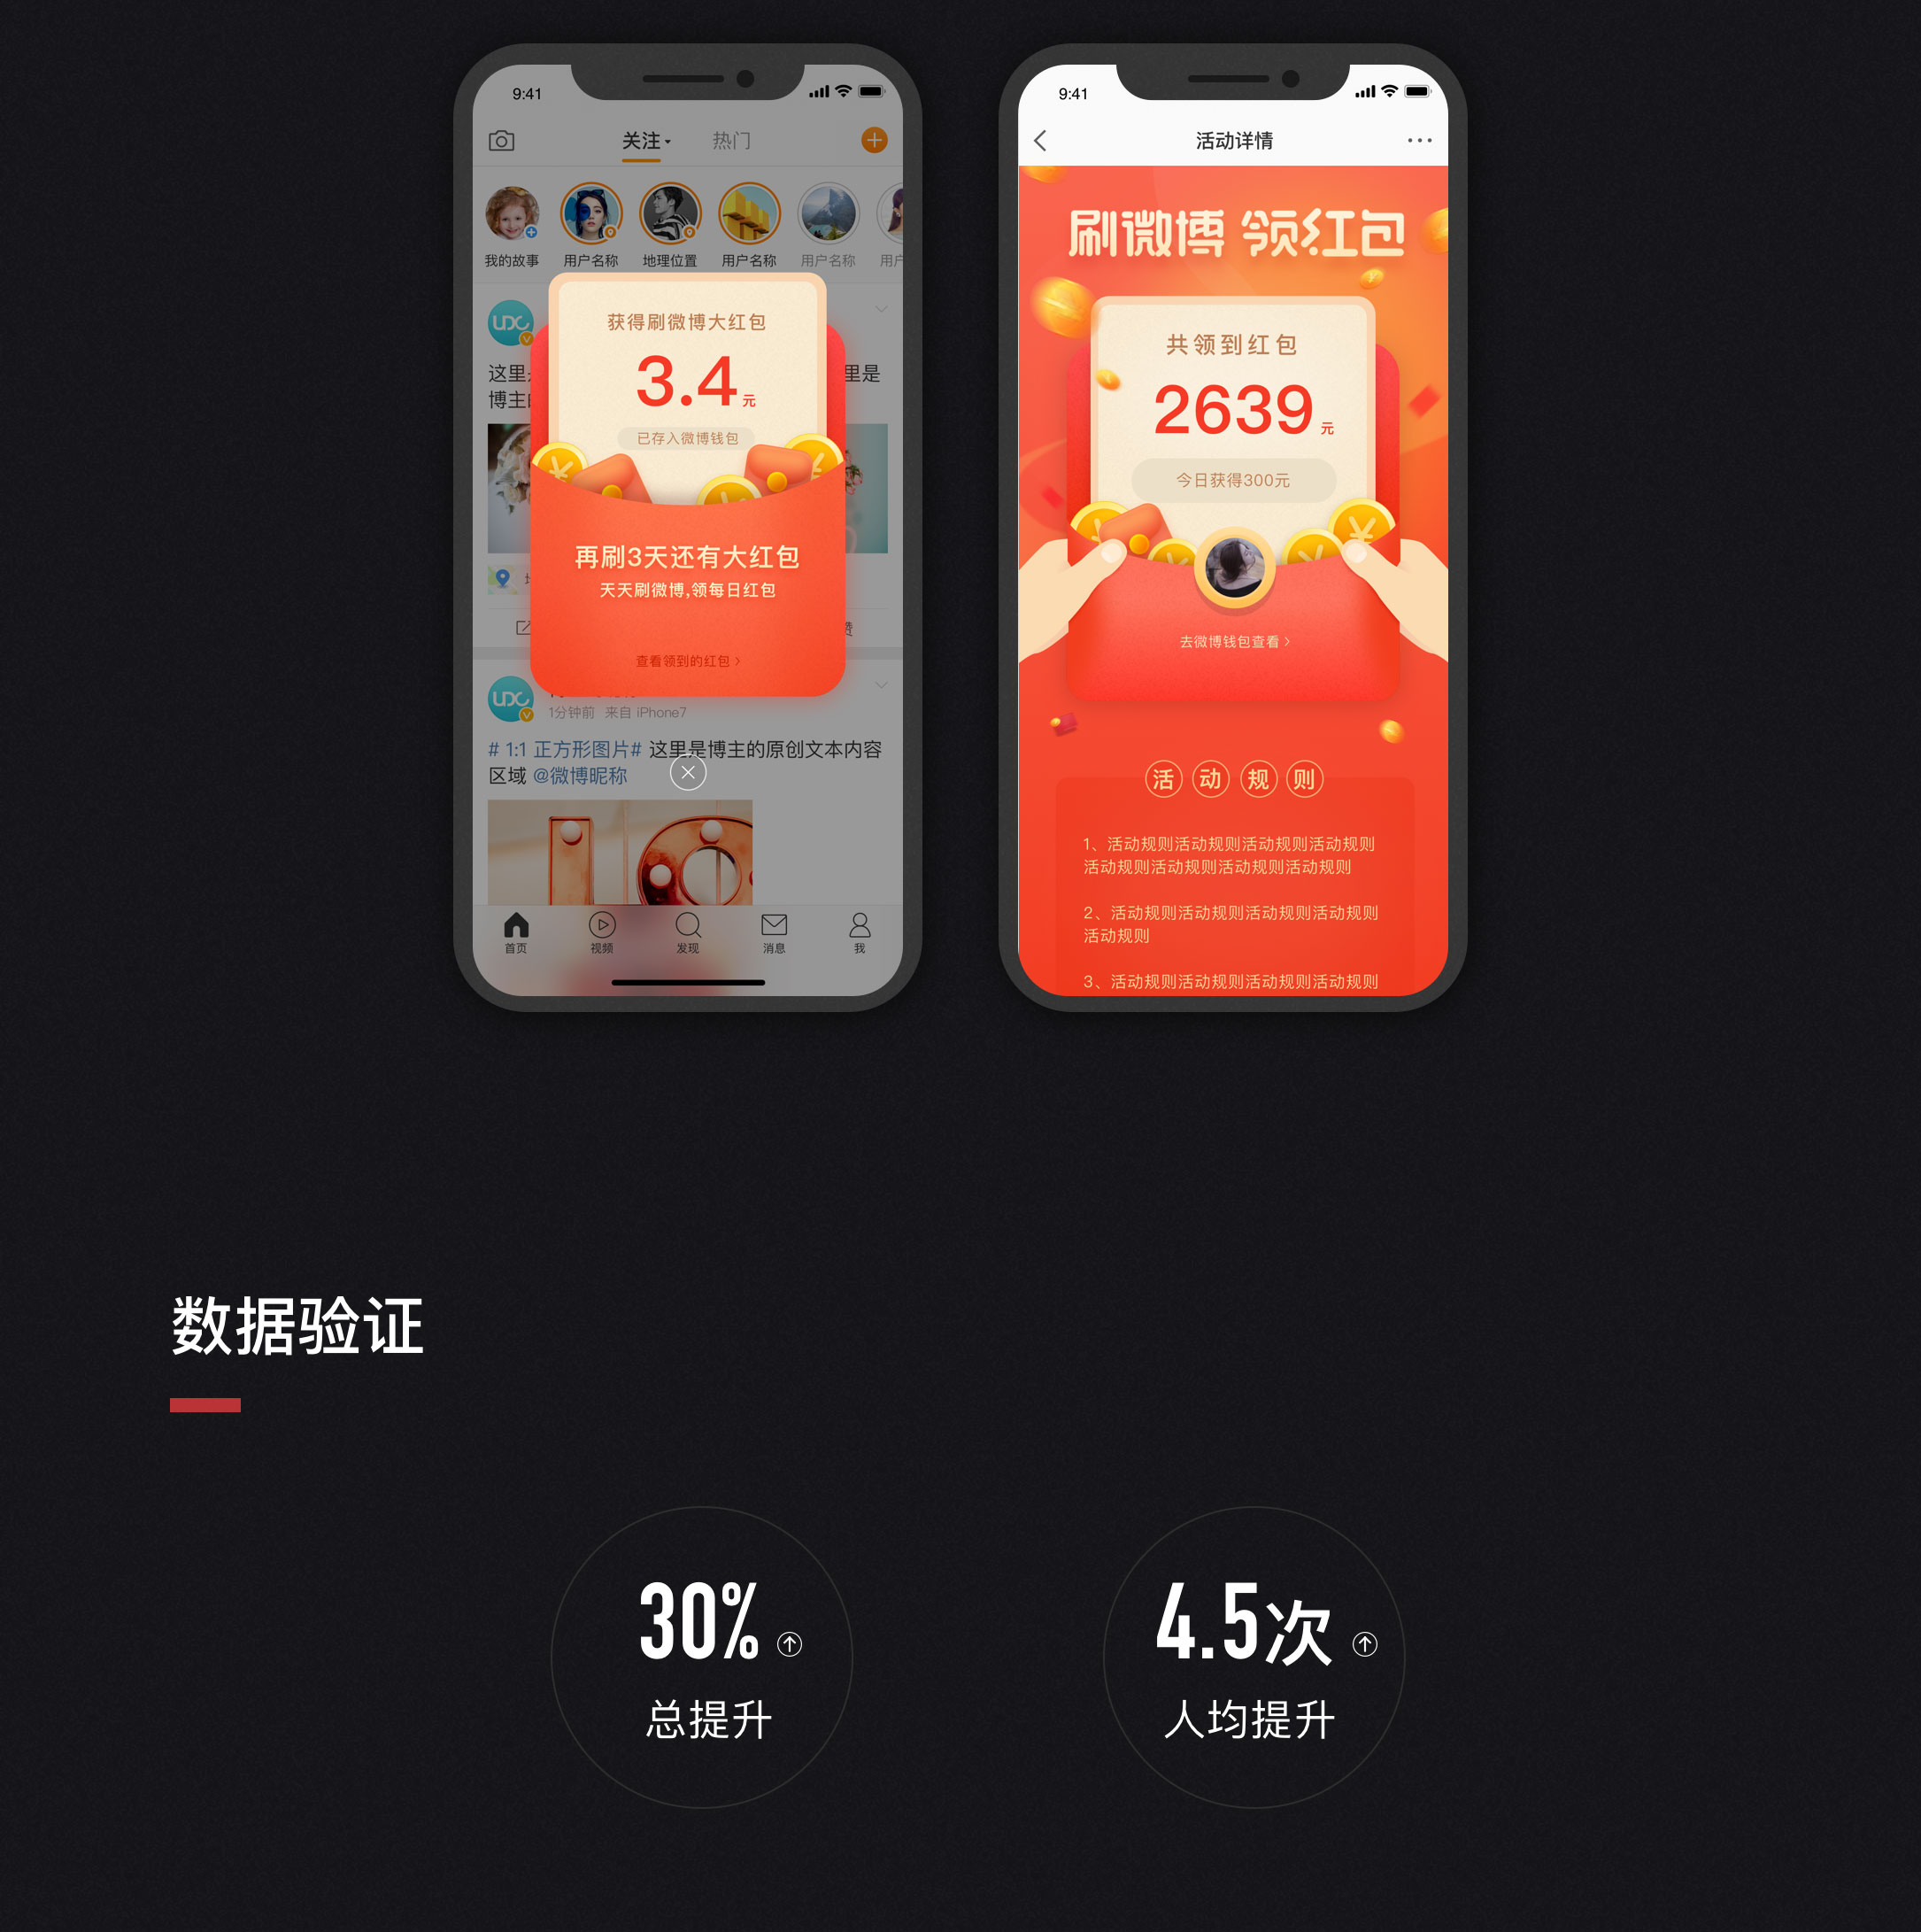 9:41
关注
热门
我的故事
用户名称
地理位置
用户名称
用户名称
用户
获得刷微博大红包
3.4元
已存入微博钱包
这里
里是
博主
再刷3天还有大红包
天天刷微博,领每日红包
查看领到的红包
1分钟前 来自 iPhone7
# 1:1 正方形图片# 这里是博主的原创文本内容
区域 @微博昵称
首页
视频
发现
消息
我
9:41
活动详情
刷微博 领红包
共领到红包
2639元
今日获得300元
去微博钱包查看
活动规则
1、活动规则活动规则活动规则活动规则
活动规则活动规则活动规则活动规则
2、活动规则活动规则活动规则活动规则
活动规则
3、活动规则活动规则活动规则活动规则
数据验证
30%
总提升
4.5次
人均提升